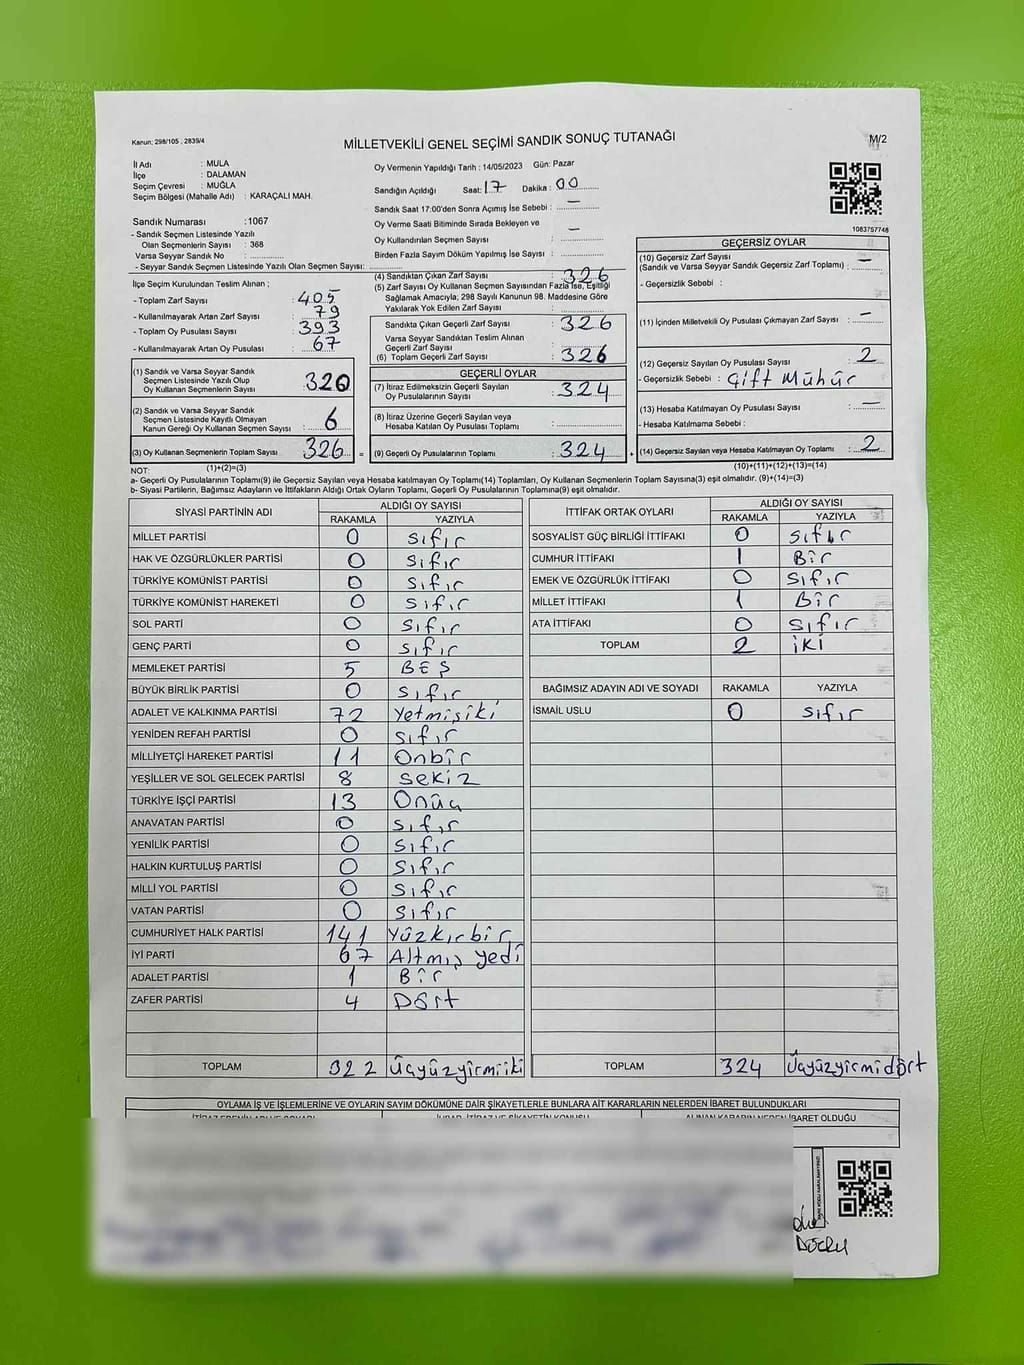 Kanun: 298/105 , 2839/4
MİLLETVEKİLİ GENEL SEÇİMİ SANDIK SONUÇ TUTANAĞI
M/2
İl Adı : MULA
İlçe : DALAMAN
Seçim Çevresi : MUĞLA
Seçim Bölgesi (Mahalle Adı) : KARAÇALI MAH.
Sandık Numarası : 1067
- Sandık Seçmen Listesinde Yazılı
Olan Seçmenlerin Sayısı : 368
Varsa Seyyar Sandık No :
- Seyyar Sandık Seçmen Listesinde Yazılı Olan Seçmen Sayısı:
İlçe Seçim Kurulundan Teslim Alınan ;
- Toplam Zarf Sayısı : 405
- Kullanılmayarak Artan Zarf Sayısı : 79
- Toplam Oy Pusulası Sayısı : 393
- Kullanılmayarak Artan Oy Pusulası : 67
(1) Sandık ve Varsa Seyyar Sandık
Seçmen Listesinde Yazılı Olup
Oy Kullanan Seçmenlerin Sayısı 320
(2) Sandık ve Varsa Seyyar Sandık
Seçmen Listesinde Kayıtlı Olmayan
Kanun Gereği Oy Kullanan Seçmen Sayısı : 6
(3) Oy Kullanan Seçmenlerin Toplam Sayısı 326 =
Oy Vermenin Yapıldığı Tarih : 14/05/2023 Gün: Pazar
Sandığın Açıldığı Saat: 17 Dakika : 00
Sandık Saat 17:00'den Sonra Açımış İse Sebebi : —
Oy Verme Saati Bitiminde Sırada Bekleyen ve
Oy Kullandırılan Seçmen Sayısı : —
Birden Fazla Sayım Döküm Yapılmış İse Sayısı :
(4) Sandıktan Çıkan Zarf Sayısı : 326
(5) Zarf Sayısı Oy Kullanan Seçmen Sayısından Fazla İse, Eşitliği
Sağlamak Amacıyla; 298 Sayılı Kanunun 98. Maddesine Göre
Yakılarak Yok Edilen Zarf Sayısı :
Sandıkta Çıkan Geçerli Zarf Sayısı : 326
Varsa Seyyar Sandıktan Teslim Alınan
Geçerli Zarf Sayısı :
(6) Toplam Geçerli Zarf Sayısı : 326
GEÇERLİ OYLAR
(7) İtiraz Edilmeksizin Geçerli Sayılan
Oy Pusulalarının Sayısı : 324
(8) İtiraz Üzerine Geçerli Sayılan veya
Hesaba Katılan Oy Pusulası Toplamı :
(9) Geçerli Oy Pusulalarının Toplamı : 324 +
1083757748
GEÇERSİZ OYLAR
(10) Geçersiz Zarf Sayısı
(Sandık ve Varsa Seyyar Sandık Geçersiz Zarf Toplamı) : —
- Geçersizlik Sebebi :
(11) İçinden Milletvekili Oy Pusulası Çıkmayan Zarf Sayısı : —
(12) Geçersiz Sayılan Oy Pusulası Sayısı : 2
- Geçersizlik Sebebi : Çift Mühür
(13) Hesaba Katılmayan Oy Pusulası Sayısı : —
- Hesaba Katılmama Sebebi :
(14) Geçersiz Sayılan veya Hesaba Katılmayan Oy Toplamı : 2
NOT: (1)+(2)=(3)
(10)+(11)+(12)+(13)=(14)
a- Geçerli Oy Pusulalarının Toplamı(9) ile Geçersiz Sayılan veya Hesaba katılmayan Oy Toplamı(14) Toplamları, Oy Kullanan Seçmenlerin Toplam Sayısına(3) eşit olmalıdır. (9)+(14)=(3)
b- Siyasi Partilerin, Bağımsız Adayların ve İttifakların Aldığı Ortak Oyların Toplamı, Geçerli Oy Pusulalarının Toplamına(9) eşit olmalıdır.
SİYASİ PARTİNİN ADI ALDIĞI OY SAYISI
RAKAMLA YAZIYLA
MİLLET PARTİSİ 0 sıfır
HAK VE ÖZGÜRLÜKLER PARTİSİ 0 sıfır
TÜRKİYE KOMÜNİST PARTİSİ 0 sıfır
TÜRKİYE KOMÜNİST HAREKETİ 0 sıfır
SOL PARTİ 0 sıfır
GENÇ PARTİ 0 sıfır
MEMLEKET PARTİSİ 5 BEŞ
BÜYÜK BİRLİK PARTİSİ 0 sıfır
ADALET VE KALKINMA PARTİSİ 72 Yetmişiki
YENİDEN REFAH PARTİSİ 0 sıfır
MİLLİYETÇİ HAREKET PARTİSİ 11 Onbir
YEŞİLLER VE SOL GELECEK PARTİSİ 8 sekiz
TÜRKİYE İŞÇİ PARTİSİ 13 Onüç
ANAVATAN PARTİSİ 0 sıfır
YENİLİK PARTİSİ 0 sıfır
HALKIN KURTULUŞ PARTİSİ 0 sıfır
MİLLİ YOL PARTİSİ 0 sıfır
VATAN PARTİSİ 0 sıfır
CUMHURİYET HALK PARTİSİ 141 Yüzkırbir
İYİ PARTİ 67 Altmış yedi
ADALET PARTİSİ 1 Bir
ZAFER PARTİSİ 4 Dört
TOPLAM 322 Üçyüzyirmiiki
İTTİFAK ORTAK OYLARI ALDIĞI OY SAYISI
RAKAMLA YAZIYLA
SOSYALİST GÜÇ BİRLİĞİ İTTİFAKI 0 sıfır
CUMHUR İTTİFAKI 1 Bir
EMEK VE ÖZGÜRLÜK İTTİFAKI 0 sıfır
MİLLET İTTİFAKI 1 Bir
ATA İTTİFAKI 0 sıfır
TOPLAM 2 iki
BAĞIMSIZ ADAYIN ADI VE SOYADI RAKAMLA YAZIYLA
İSMAİL USLU 0 sıfır
TOPLAM 324 Üçyüzyirmidört
OYLAMA İŞ VE İŞLEMLERİNE VE OYLARIN SAYIM DÖKÜMÜNE DAİR ŞİKAYETLERLE BUNLARA AİT KARARLARIN NELERDEN İBARET BULUNDUKLARI
İTİRAZ EDENİN ADI VE SOYADI İHBAR, İTİRAZ VE ŞİKAYETİN KONUSU ALINAN KARARIN NEDEN İBARET OLDUĞU